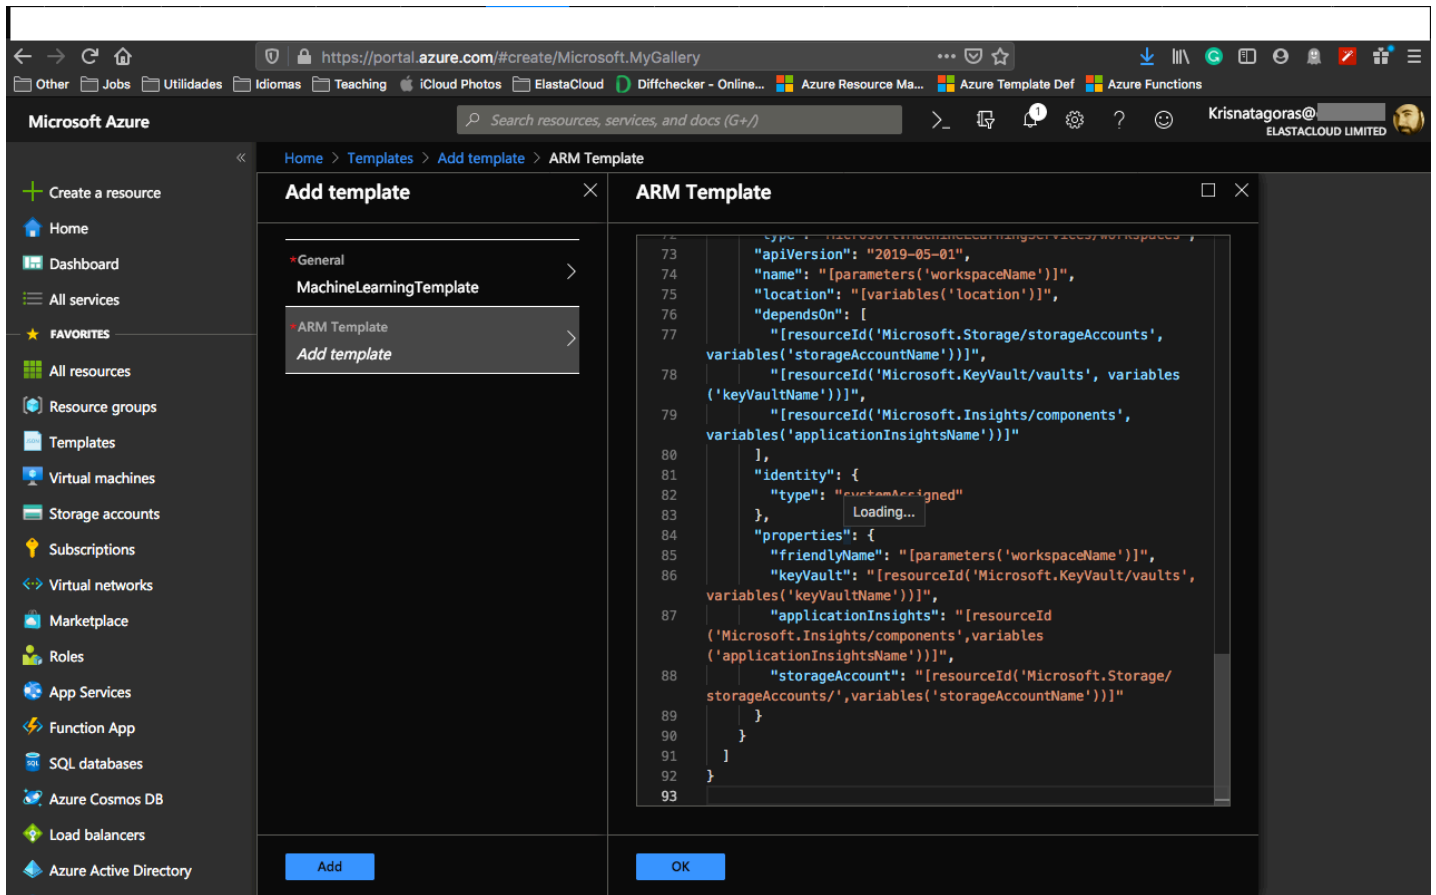 https://portal.azure.com/#create/Microsoft.MyGallery
Other Jobs Utilidades Idiomas Teaching iCloud Photos ElastaCloud Diffchecker - Online... Azure Resource Ma... Azure Template Def Azure Functions
Microsoft Azure
Search resources, services, and docs (G+/)
1
Krisnatagoras@
ELASTACLOUD LIMITED
Home > Templates > Add template > ARM Template
«
Create a resource
Home
Dashboard
All services
FAVORITES
All resources
Resource groups
Templates
Virtual machines
Storage accounts
Subscriptions
Virtual networks
Marketplace
Roles
App Services
Function App
SQL databases
Azure Cosmos DB
Load balancers
Azure Active Directory
Add template
*General
MachineLearningTemplate
*ARM Template
Add template
Add
ARM Template
72 "type": "Microsoft.MachineLearningServices/workspaces",
73 "apiVersion": "2019-05-01",
74 "name": "[parameters('workspaceName')]",
75 "location": "[variables('location')]",
76 "dependsOn": [
77 "[resourceId('Microsoft.Storage/storageAccounts',
variables('storageAccountName'))]",
78 "[resourceId('Microsoft.KeyVault/vaults', variables
('keyVaultName'))]",
79 "[resourceId('Microsoft.Insights/components',
variables('applicationInsightsName'))]"
80 ],
81 "identity": {
82 "type": "systemAssigned"
Loading...
83 },
84 "properties": {
85 "friendlyName": "[parameters('workspaceName')]",
86 "keyVault": "[resourceId('Microsoft.KeyVault/vaults',
variables('keyVaultName'))]",
87 "applicationInsights": "[resourceId
('Microsoft.Insights/components',variables
('applicationInsightsName'))]",
88 "storageAccount": "[resourceId('Microsoft.Storage/
storageAccounts/',variables('storageAccountName'))]"
89 }
90 }
91 ]
92 }
93
OK